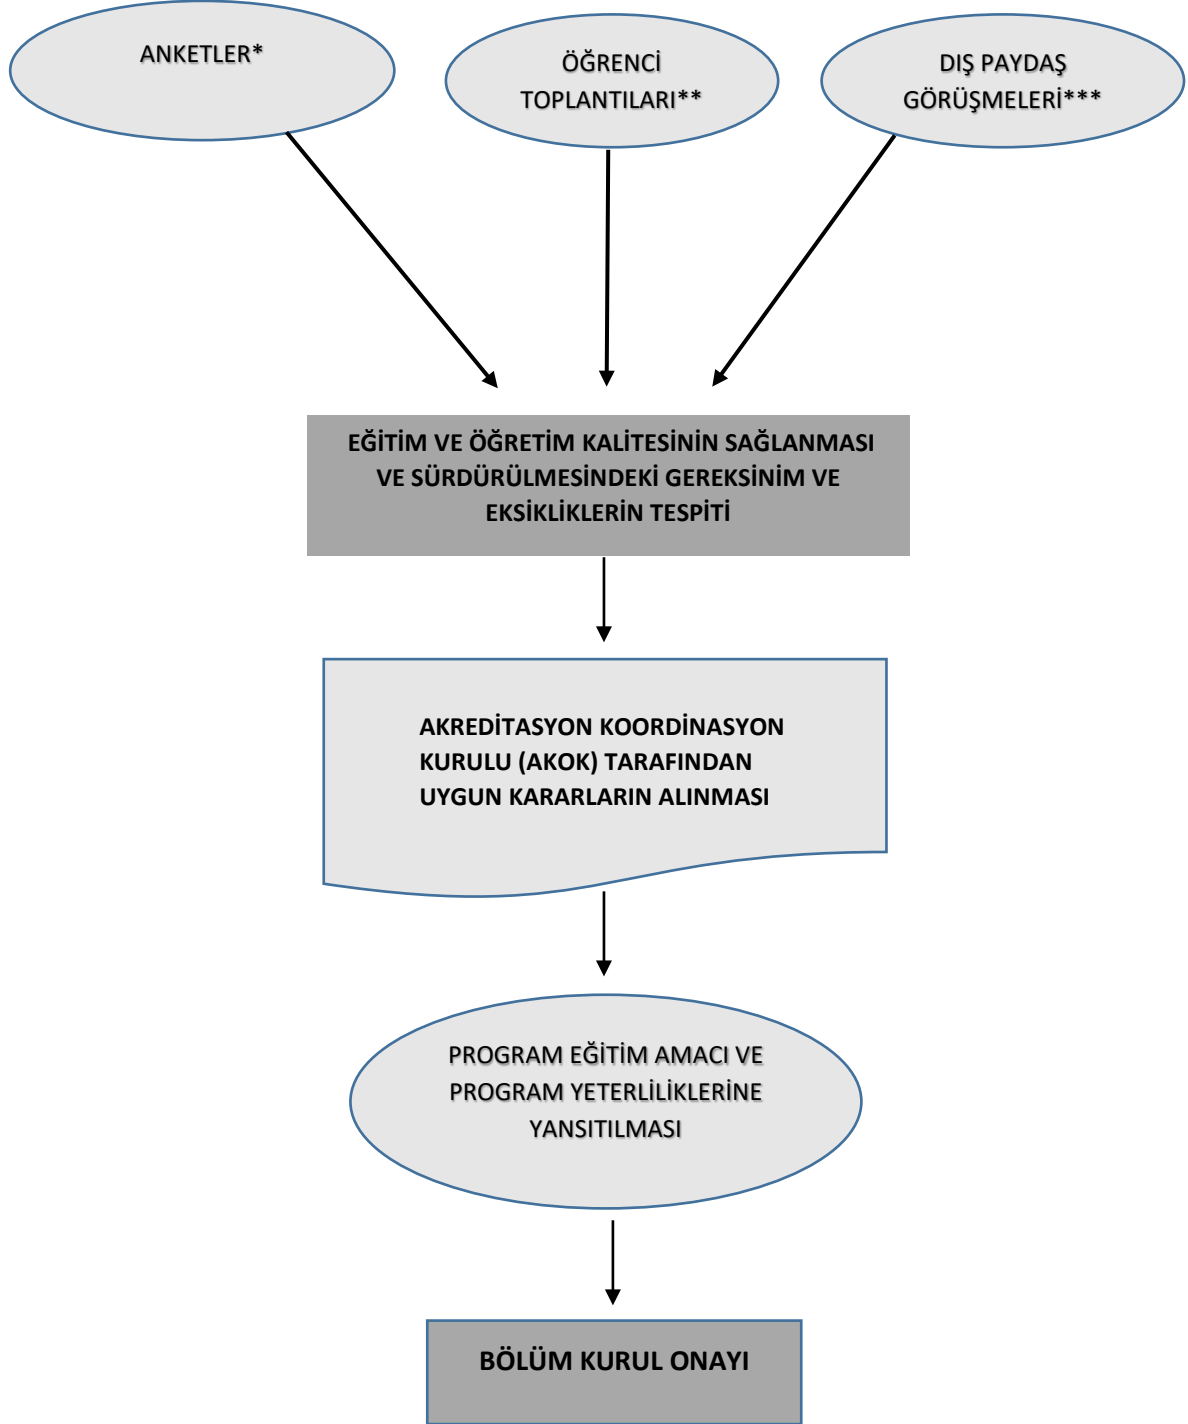 ANKETLER*
ÖĞRENCİ
TOPLANTILARI**
DIŞ PAYDAŞ
GÖRÜŞMELERİ***
EĞİTİM VE ÖĞRETİM KALİTESİNİN SAĞLANMASI
VE SÜRDÜRÜLMESİNDEKİ GEREKSİNİM VE
EKSİKLİKLERİN TESPİTİ
AKREDİTASYON KOORDİNASYON
KURULU (AKOK) TARAFINDAN
UYGUN KARARLARIN ALINMASI
PROGRAM EĞİTİM AMACI VE
PROGRAM YETERLİLİKLERİNE
YANSITILMASI
BÖLÜM KURUL ONAYI